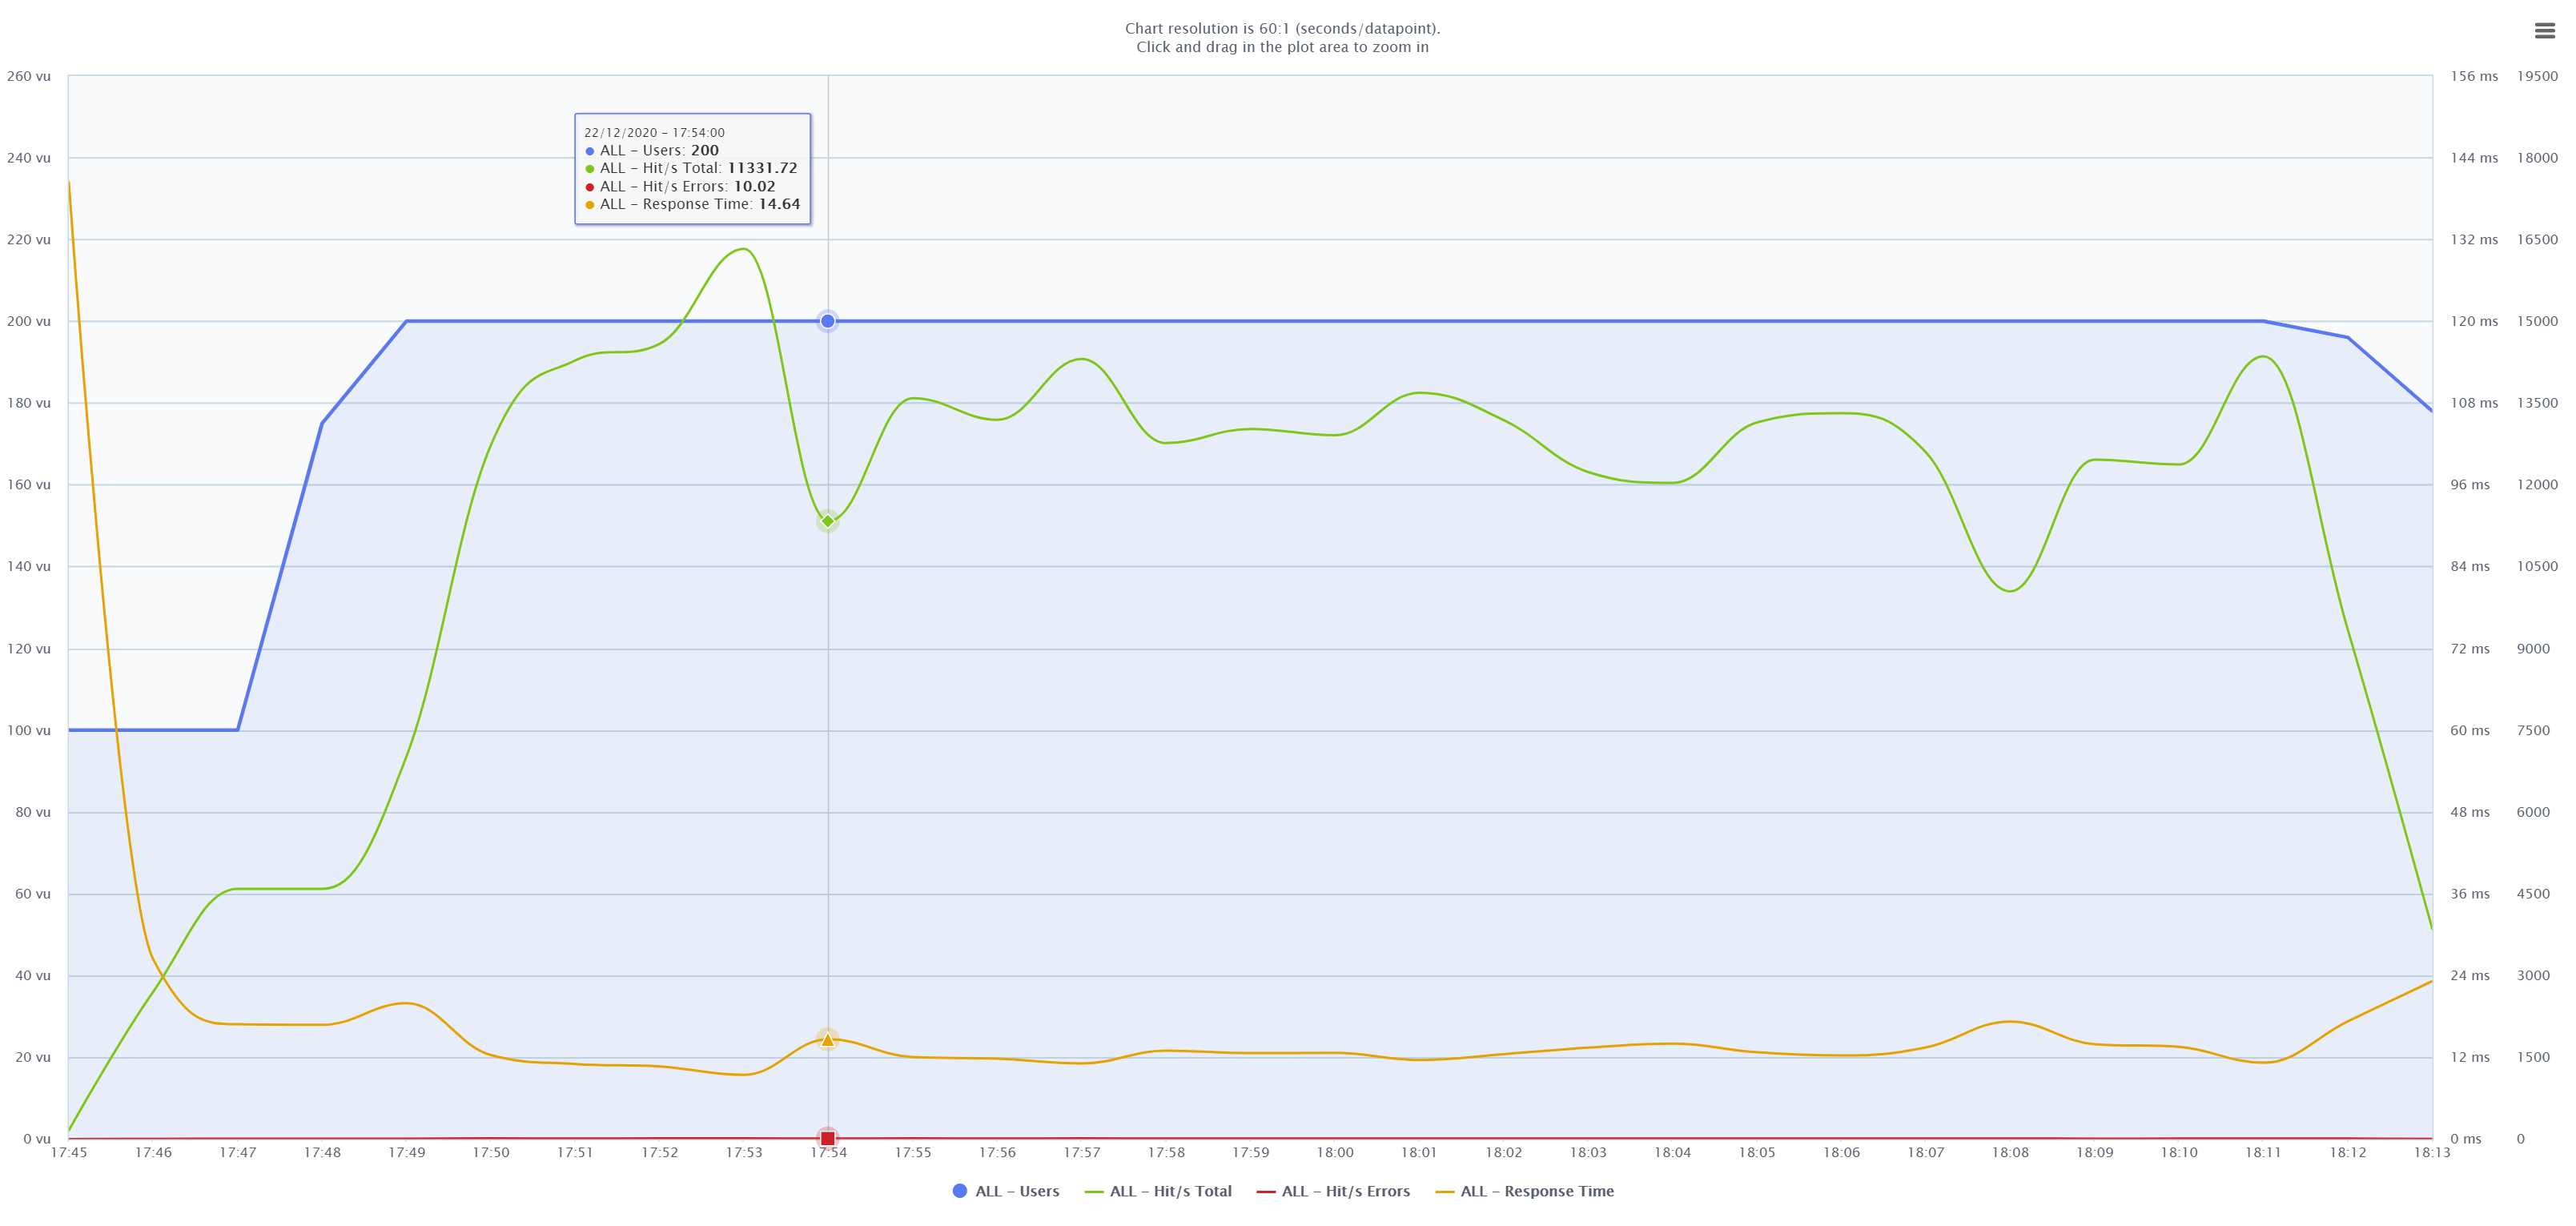 Chart resolution is 60:1 (seconds/datapoint).
Click and drag in the plot area to zoom in
260 vu
156 ms
19500
22/12/2020 - 17:54:00
ALL - Users: 200
ALL - Hit/s Total: 11331.72
ALL - Hit/s Errors: 10.02
ALL - Response Time: 14.64
240 vu
144 ms
18000
220 vu
132 ms
16500
200 vu
120 ms
15000
180 vu
108 ms
13500
160 vu
96 ms
12000
140 vu
84 ms
10500
120 vu
72 ms
9000
100 vu
60 ms
7500
80 vu
48 ms
6000
60 vu
36 ms
4500
40 vu
24 ms
3000
20 vu
12 ms
1500
0 vu
0 ms
0
17:45 17:46 17:47 17:48 17:49 17:50 17:51 17:52 17:53 17:54 17:55 17:56 17:57 17:58 17:59 18:00 18:01 18:02 18:03 18:04 18:05 18:06 18:07 18:08 18:09 18:10 18:11 18:12 18:13
ALL - Users ALL - Hit/s Total ALL - Hit/s Errors ALL - Response Time